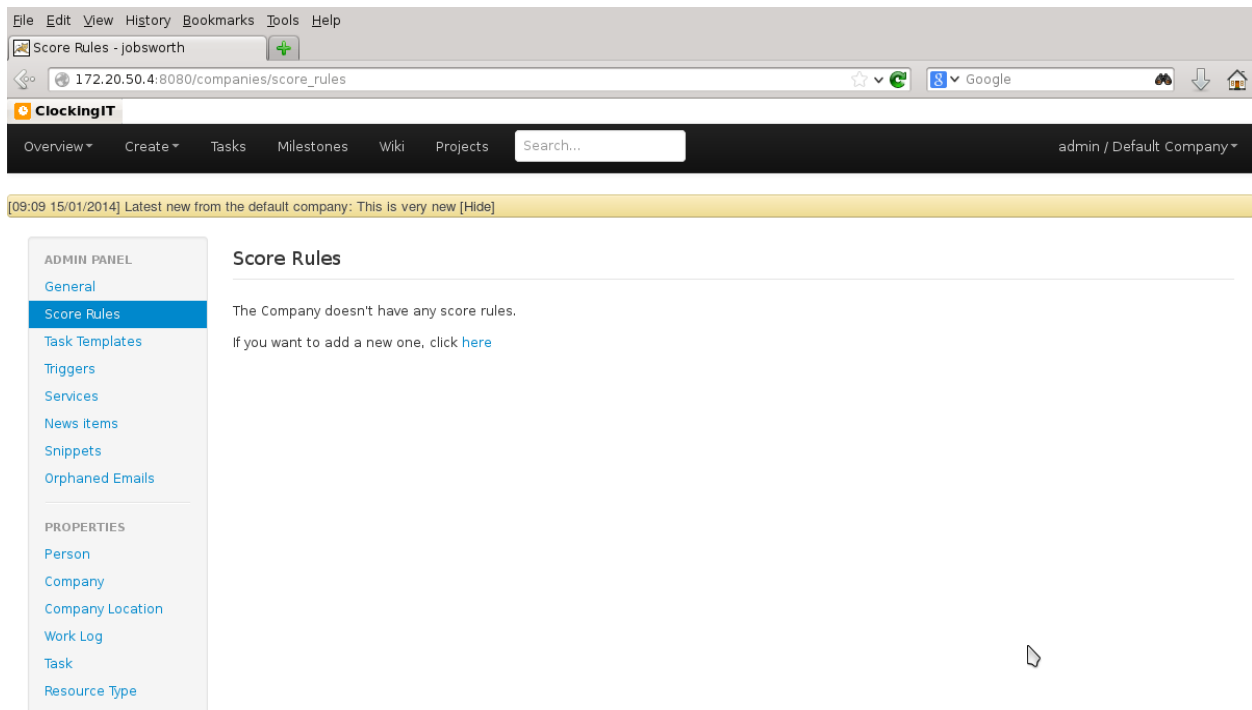 File Edit View History Bookmarks Tools Help
Score Rules - jobsworth
172.20.50.4:8080/companies/score_rules
Google
ClockingIT
Overview Create Tasks Milestones Wiki Projects Search... admin / Default Company
[09:09 15/01/2014] Latest new from the default company: This is very new [Hide]
ADMIN PANEL
General
Score Rules
Task Templates
Triggers
Services
News items
Snippets
Orphaned Emails
PROPERTIES
Person
Company
Company Location
Work Log
Task
Resource Type
Score Rules
The Company doesn't have any score rules.
If you want to add a new one, click here